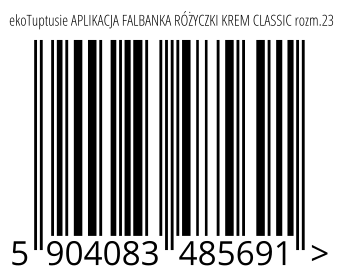 ekoTuptusie APLIKACJA FALBANKA RÓŻYCZKI KREM CLASSIC rozm.23
5 904083 485691 >